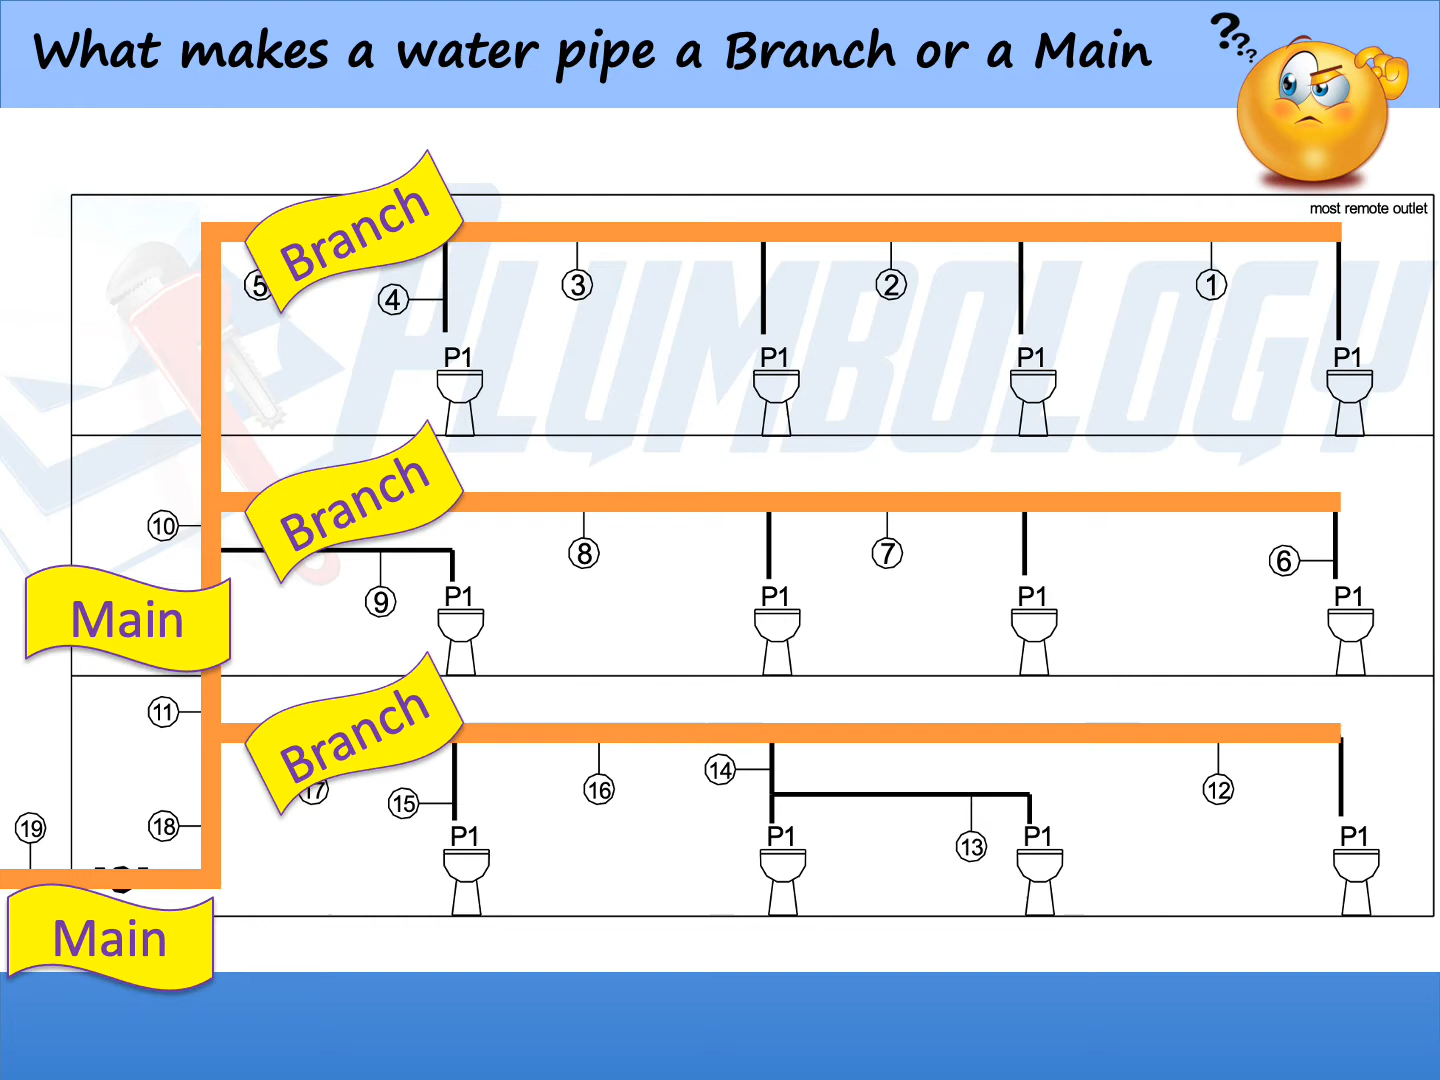 What makes a water pipe a Branch or a Main
? ? ?
most remote outlet
Branch
5
4
3
2
1
P1 P1 P1 P1
PLUMBOLOGY
Branch
10
8
7
6
9
P1 P1 P1 P1
Main
11
Branch
17
16
15
14
12
13
18
19
P1 P1 P1 P1
Main